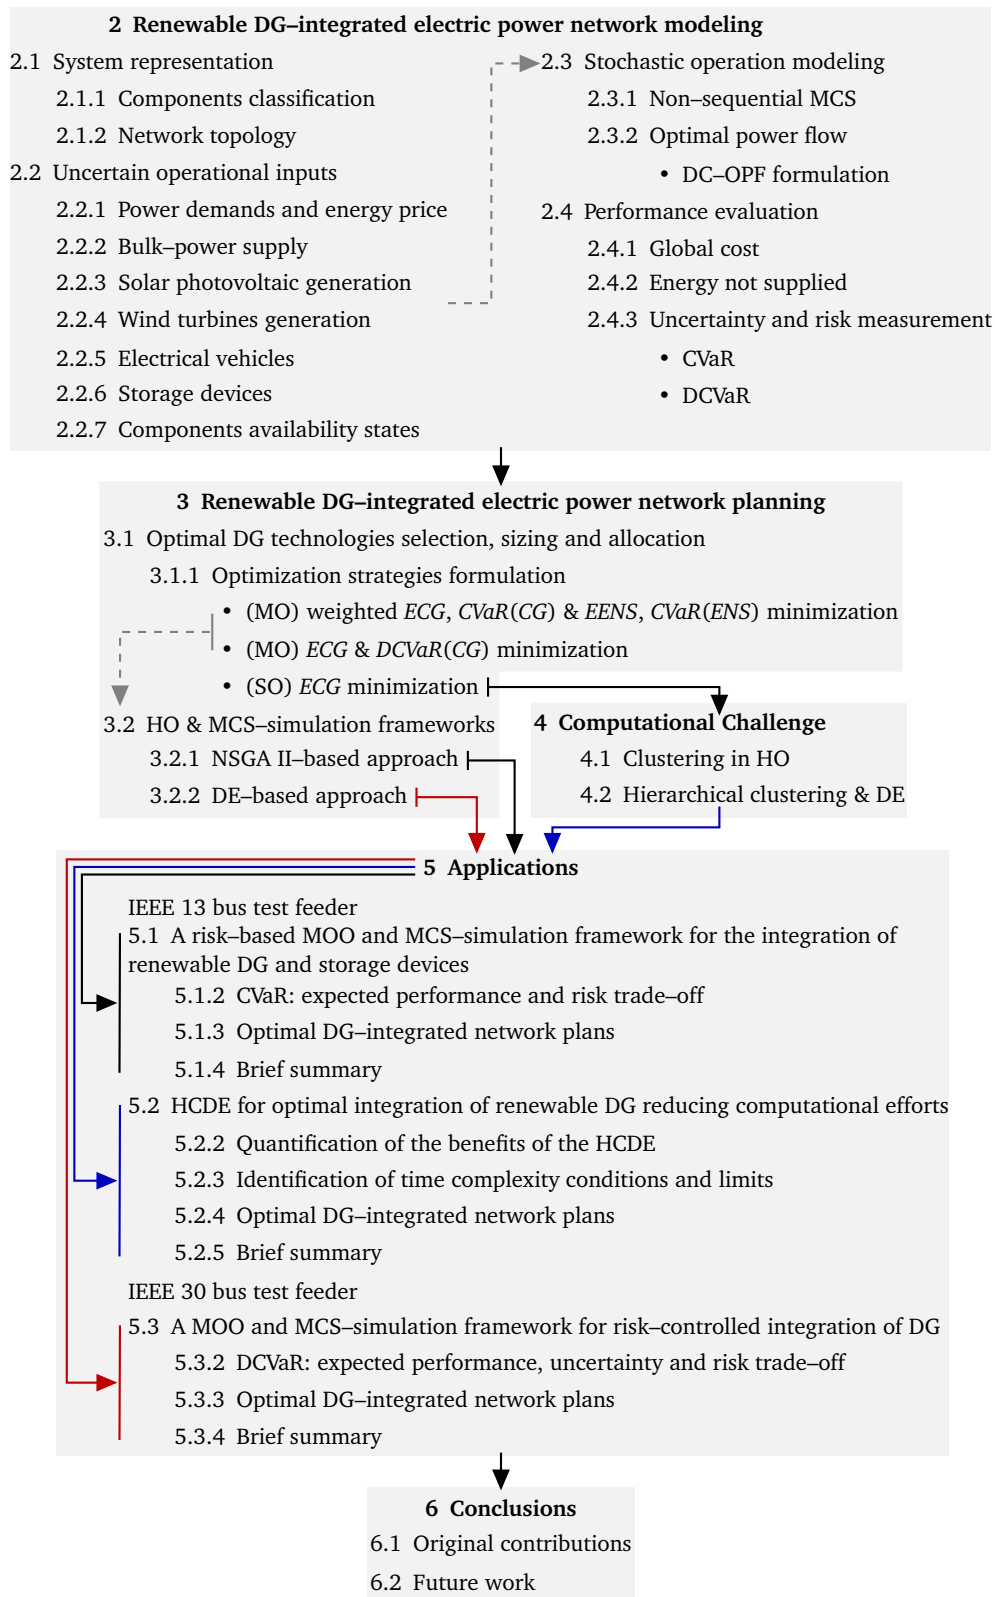 2 Renewable DG–integrated electric power network modeling
2.1 System representation
2.1.1 Components classification
2.1.2 Network topology
2.2 Uncertain operational inputs
2.2.1 Power demands and energy price
2.2.2 Bulk–power supply
2.2.3 Solar photovoltaic generation
2.2.4 Wind turbines generation
2.2.5 Electrical vehicles
2.2.6 Storage devices
2.2.7 Components availability states
2.3 Stochastic operation modeling
2.3.1 Non–sequential MCS
2.3.2 Optimal power flow
• DC–OPF formulation
2.4 Performance evaluation
2.4.1 Global cost
2.4.2 Energy not supplied
2.4.3 Uncertainty and risk measurement
• CVaR
• DCVaR
3 Renewable DG–integrated electric power network planning
3.1 Optimal DG technologies selection, sizing and allocation
3.1.1 Optimization strategies formulation
• (MO) weighted ECG, CVaR(CG) & EENS, CVaR(ENS) minimization
• (MO) ECG & DCVaR(CG) minimization
• (SO) ECG minimization
3.2 HO & MCS–simulation frameworks
3.2.1 NSGA II–based approach
3.2.2 DE–based approach
4 Computational Challenge
4.1 Clustering in HO
4.2 Hierarchical clustering & DE
5 Applications
IEEE 13 bus test feeder
5.1 A risk–based MOO and MCS–simulation framework for the integration of
renewable DG and storage devices
5.1.2 CVaR: expected performance and risk trade–off
5.1.3 Optimal DG–integrated network plans
5.1.4 Brief summary
5.2 HCDE for optimal integration of renewable DG reducing computational efforts
5.2.2 Quantification of the benefits of the HCDE
5.2.3 Identification of time complexity conditions and limits
5.2.4 Optimal DG–integrated network plans
5.2.5 Brief summary
IEEE 30 bus test feeder
5.3 A MOO and MCS–simulation framework for risk–controlled integration of DG
5.3.2 DCVaR: expected performance, uncertainty and risk trade–off
5.3.3 Optimal DG–integrated network plans
5.3.4 Brief summary
6 Conclusions
6.1 Original contributions
6.2 Future work